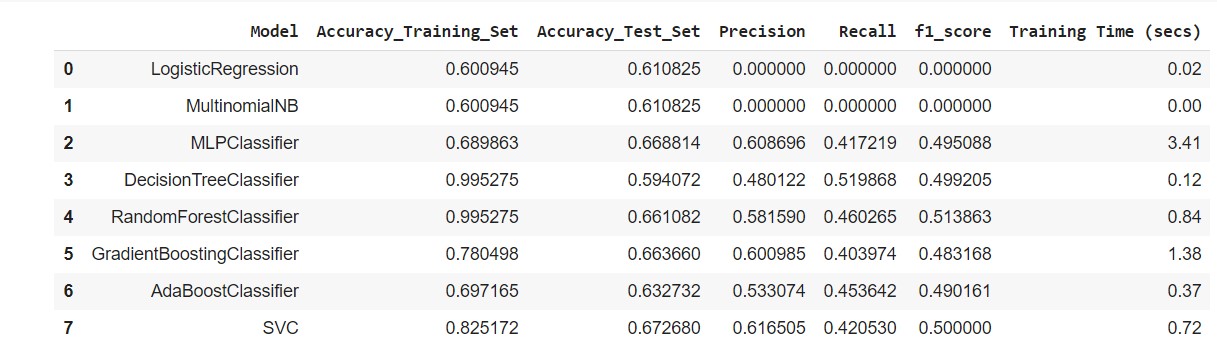 Model Accuracy_Training_Set Accuracy_Test_Set Precision Recall f1_score Training Time (secs)
0 LogisticRegression 0.600945 0.610825 0.000000 0.000000 0.000000 0.02
1 MultinomialNB 0.600945 0.610825 0.000000 0.000000 0.000000 0.00
2 MLPClassifier 0.689863 0.668814 0.608696 0.417219 0.495088 3.41
3 DecisionTreeClassifier 0.995275 0.594072 0.480122 0.519868 0.499205 0.12
4 RandomForestClassifier 0.995275 0.661082 0.581590 0.460265 0.513863 0.84
5 GradientBoostingClassifier 0.780498 0.663660 0.600985 0.403974 0.483168 1.38
6 AdaBoostClassifier 0.697165 0.632732 0.533074 0.453642 0.490161 0.37
7 SVC 0.825172 0.672680 0.616505 0.420530 0.500000 0.72